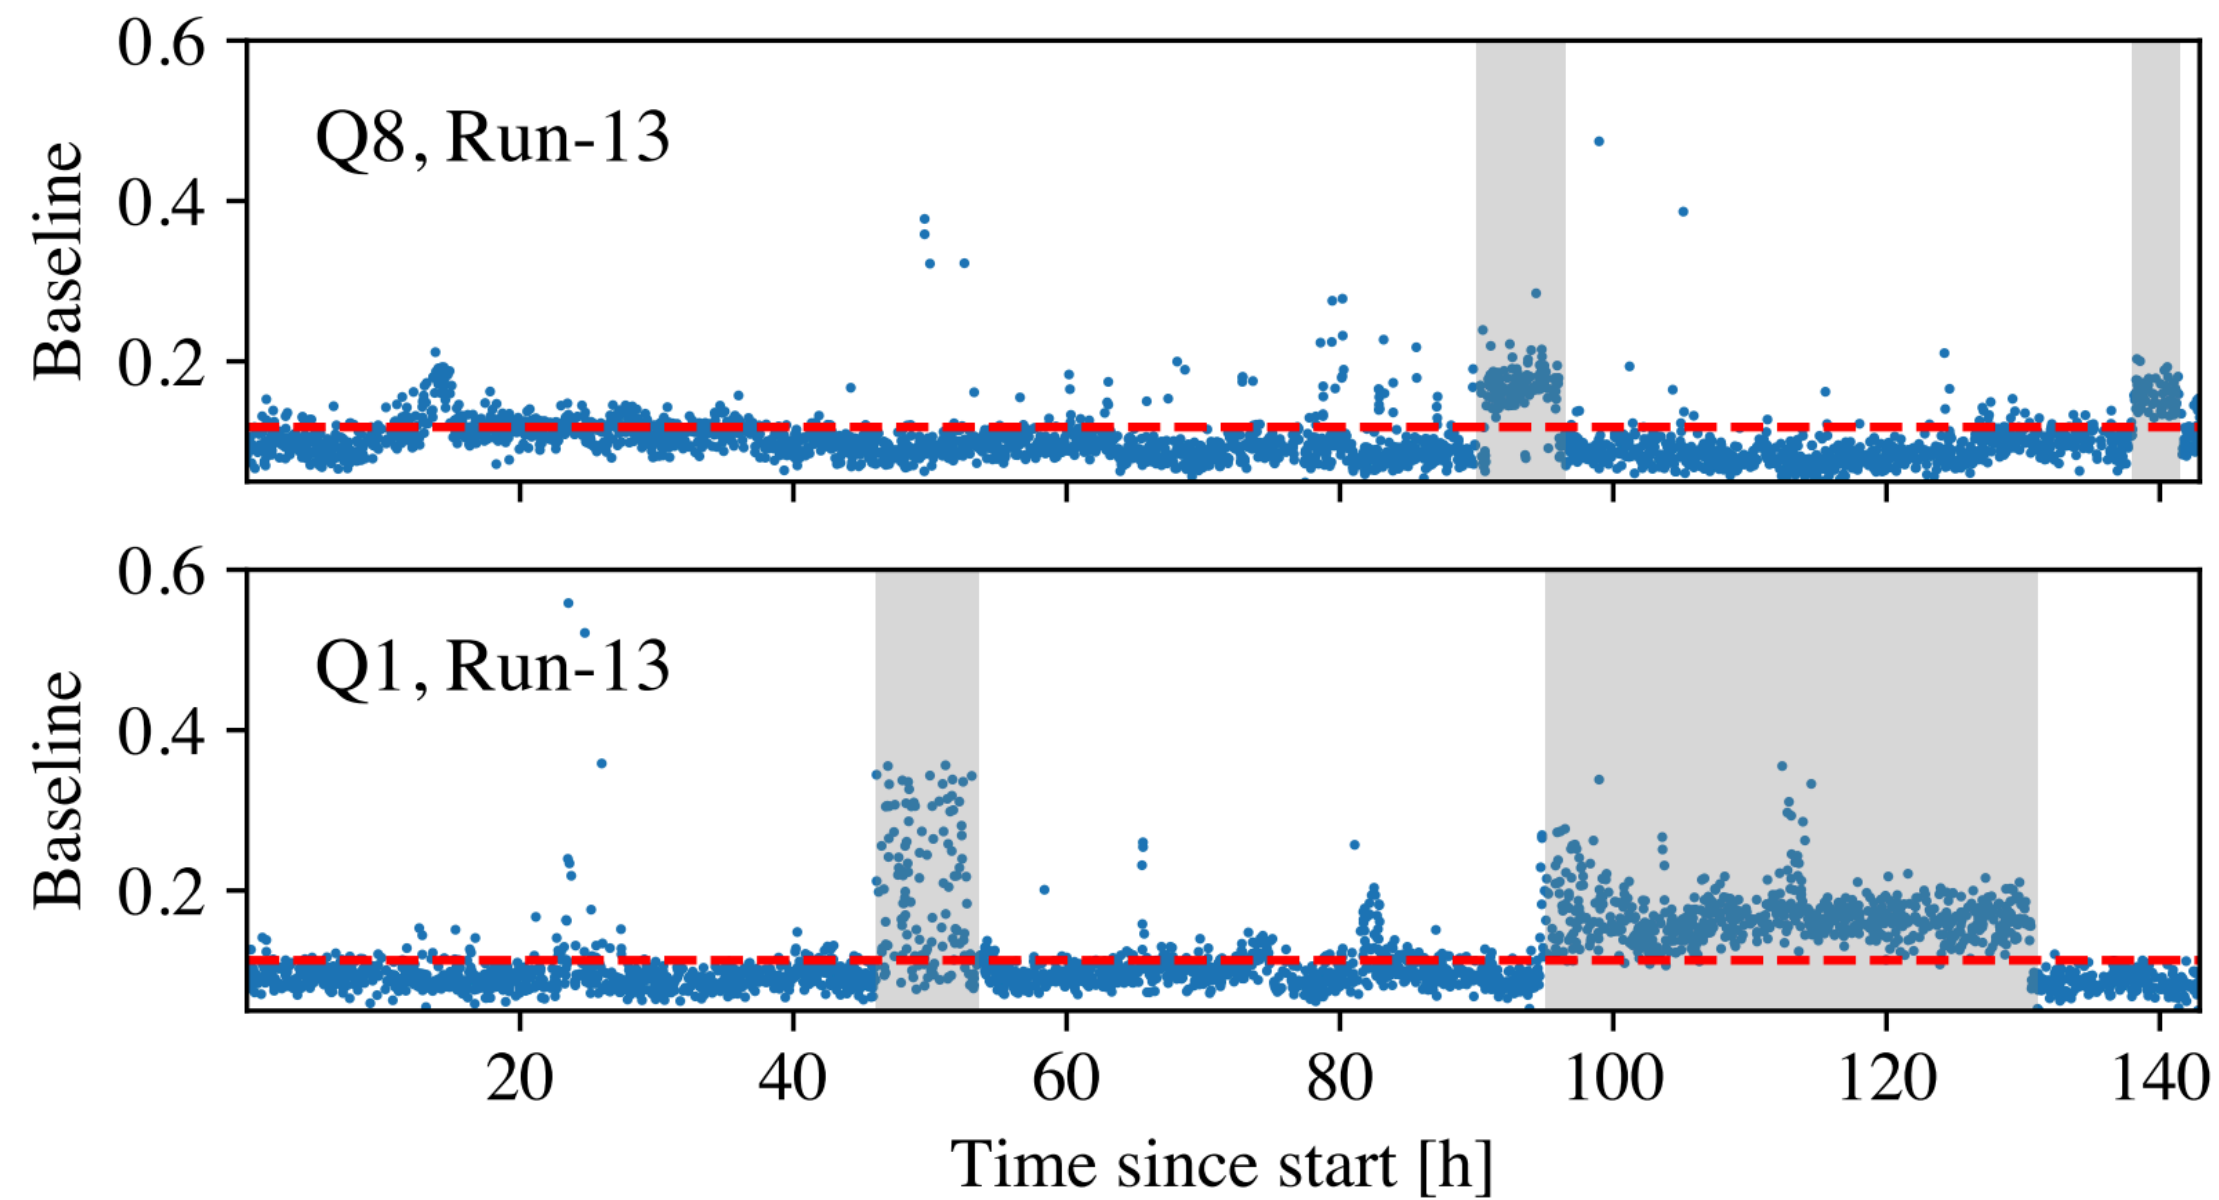 0.6
0.4
0.2
Baseline
Q8, Run-13
0.6
0.4
0.2
Baseline
Q1, Run-13
20 40 60 80 100 120 140
Time since start [h]